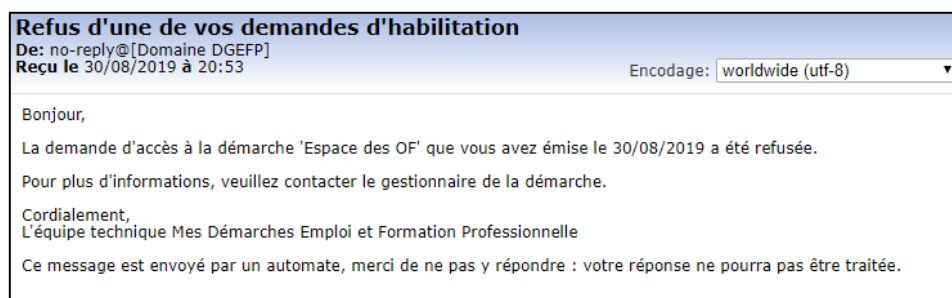 Refus d'une de vos demandes d'habilitation
De: no-reply@[Domaine DGEFP]
Reçu le 30/08/2019 à 20:53
Encodage: worldwide (utf-8)
Bonjour,
La demande d'accès à la démarche 'Espace des OF' que vous avez émise le 30/08/2019 a été refusée.
Pour plus d'informations, veuillez contacter le gestionnaire de la démarche.
Cordialement,
L'équipe technique Mes Démarches Emploi et Formation Professionnelle
Ce message est envoyé par un automate, merci de ne pas y répondre : votre réponse ne pourra pas être traitée.